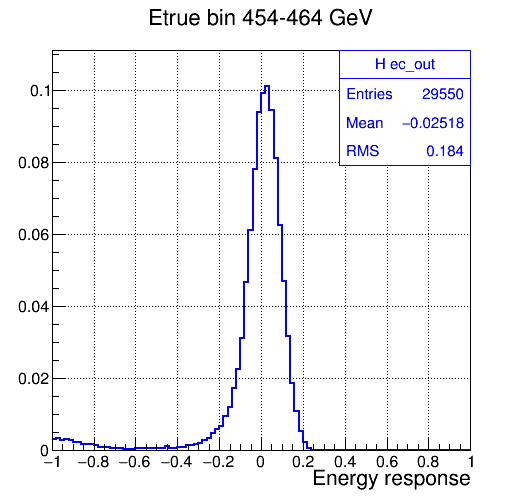 Etrue bin 454-464 GeV
H ec_out
Entries 29550
Mean −0.02518
RMS 0.184
0.1
0.08
0.06
0.04
0.02
0
−1 −0.8 −0.6 −0.4 −0.2 0 0.2 0.4 0.6 0.8 1
Energy response